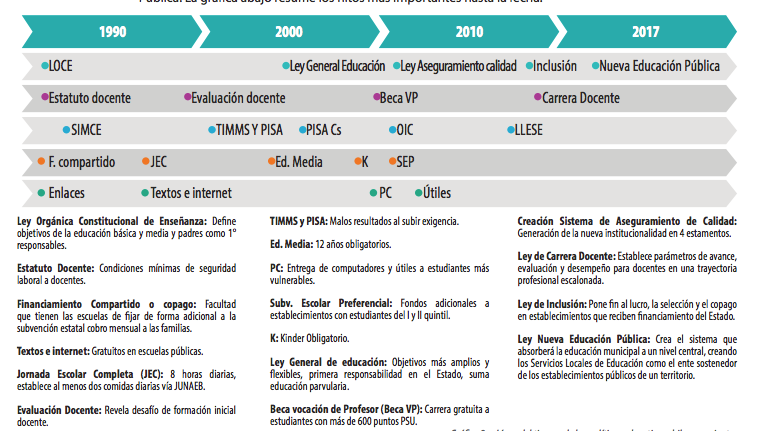 1990 2000 2010 2017
LOCE Ley General Educación Ley Aseguramiento calidad Inclusión Nueva Educación Pública
Estatuto docente Evaluación docente Beca VP Carrera Docente
SIMCE TIMMS Y PISA PISA Cs OIC LLESE
F. compartido JEC Ed. Media K SEP
Enlaces Textos e internet PC Útiles
Ley Orgánica Constitucional de Enseñanza: Define
objetivos de la educación básica y media y padres como 1°
responsables.
Estatuto Docente: Condiciones mínimas de seguridad
laboral a docentes.
Financiamiento Compartido o copago: Facultad
que tienen las escuelas de fijar de forma adicional a la
subvención estatal cobro mensual a las familias.
Textos e internet: Gratuitos en escuelas públicas.
Jornada Escolar Completa (JEC): 8 horas diarias,
establece al menos dos comidas diarias vía JUNAEB.
Evaluación Docente: Revela desafío de formación inicial
docente.
TIMMS y PISA: Malos resultados al subir exigencia.
Ed. Media: 12 años obligatorios.
PC: Entrega de computadores y útiles a estudiantes más
vulnerables.
Subv. Escolar Preferencial: Fondos adicionales a
establecimientos con estudiantes del I y II quintil.
K: Kinder Obligatorio.
Ley General de educación: Objetivos más amplios y
flexibles, primera responsabilidad en el Estado, suma
educación parvularia.
Beca vocación de Profesor (Beca VP): Carrera gratuita a
estudiantes con más de 600 puntos PSU.
Creación Sistema de Aseguramiento de Calidad:
Generación de la nueva institucionalidad en 4 estamentos.
Ley de Carrera Docente: Establece parámetros de avance,
evaluación y desempeño para docentes en una trayectoria
profesional escalonada.
Ley de Inclusión: Pone fin al lucro, la selección y el copago
en establecimientos que reciben financiamiento del Estado.
Ley Nueva Educación Pública: Crea el sistema que
absorberá la educación municipal a un nivel central, creando
los Servicios Locales de Educación como el ente sostenedor
de los establecimientos públicos de un territorio.